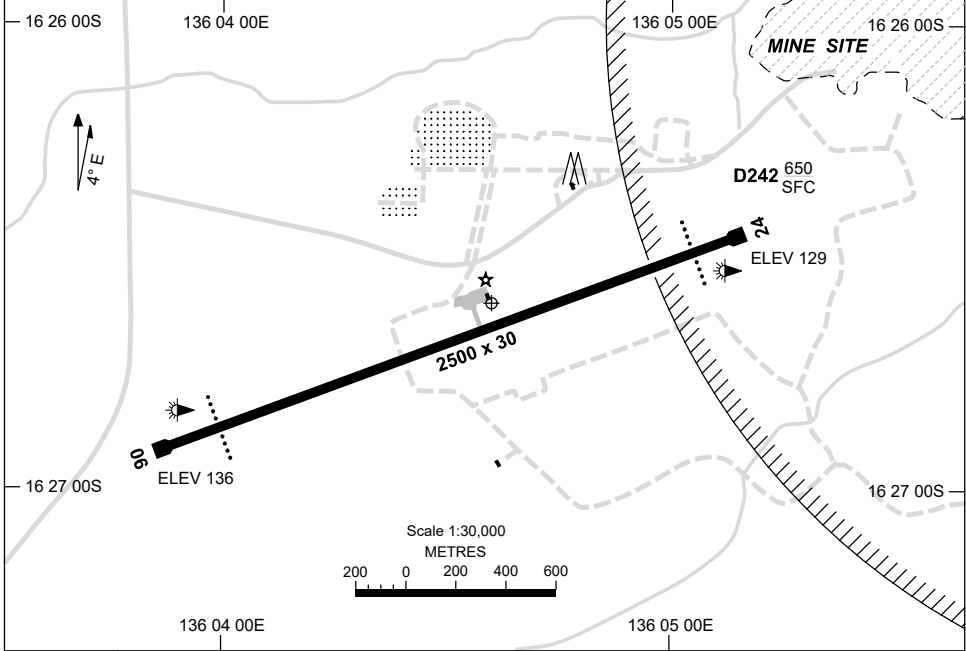 136 04 00E
136 05 00E
16 26 00S
16 26 00S
MINE SITE
4° E
D242 650
SFC
24
ELEV 129
2500 x 30
06
ELEV 136
16 27 00S
16 27 00S
Scale 1:30,000
METRES
200 0 200 400 600
136 04 00E
136 05 00E